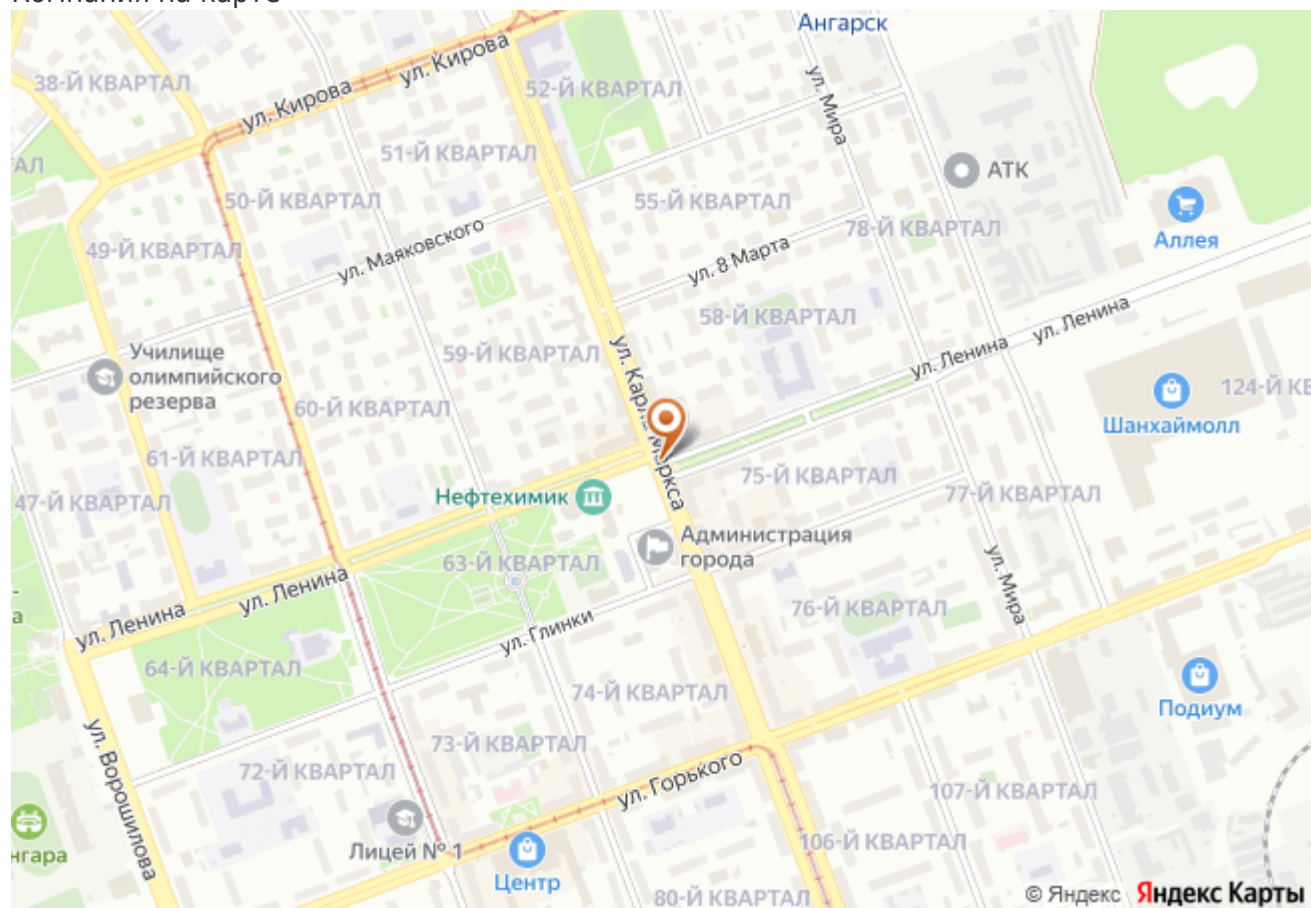 Компания на карте
Ангарск
ул. Кирова
ул. Кирова
38-Й КВАРТАЛ
52-Й КВАРТАЛ
ул. Мира
51-Й КВАРТАЛ
АТК
50-Й КВАРТАЛ
55-Й КВАРТАЛ
78-Й КВАРТАЛ
Аллея
49-Й КВАРТАЛ
ул. Маяковского
ул. 8 Марта
58-Й КВАРТАЛ
ул. Ленина
ул. Ленина
Училище
олимпийского
резерва
59-Й КВАРТАЛ
ул. Карла Маркса
60-Й КВАРТАЛ
124-Й КВ
Шанхаймолл
61-Й КВАРТАЛ
47-Й КВАРТАЛ
Нефтехимик
75-Й КВАРТАЛ
77-Й КВАРТАЛ
Администрация
города
63-Й КВАРТАЛ
ул. Ленина
ул. Ленина
ул. Мира
76-Й КВАРТАЛ
ул. Глинки
64-Й КВАРТАЛ
74-Й КВАРТАЛ
Подиум
73-Й КВАРТАЛ
72-Й КВАРТАЛ
ул. Ворошилова
ул. Горького
107-Й КВАРТАЛ
Лицей № 1
106-Й КВАРТАЛ
нгара
Центр
80-Й КВАРТАЛ
© Яндекс Яндекс Карты